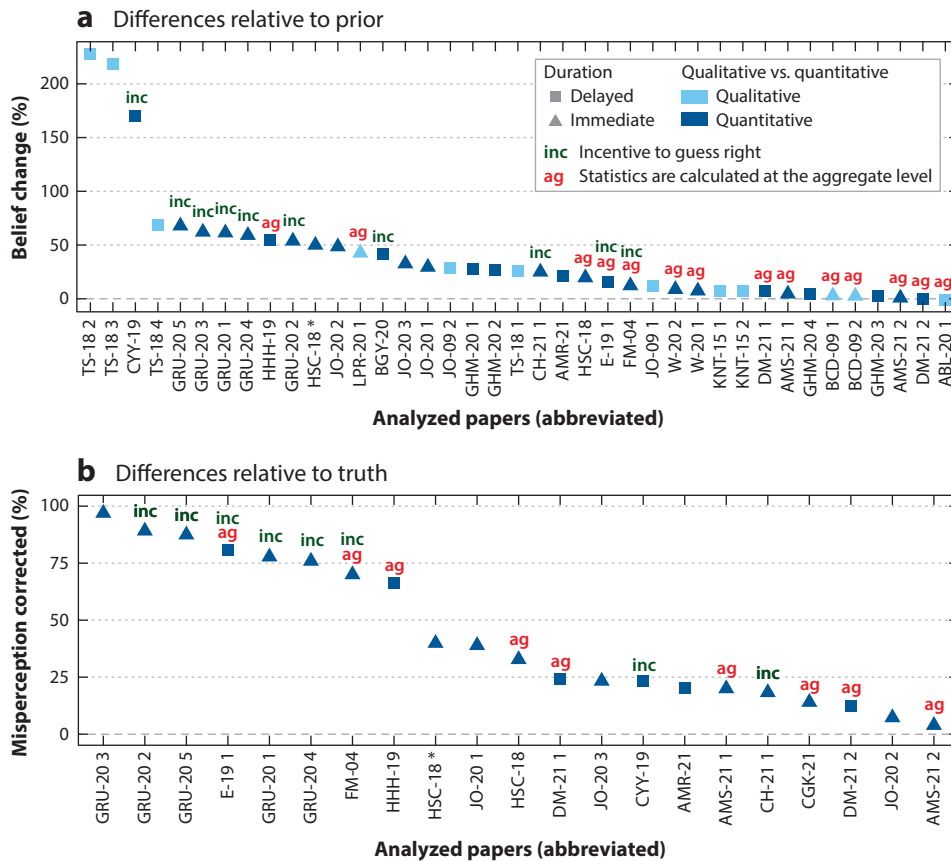 a Differences relative to prior
Belief change (%)
200
150
100
50
0
Duration
Delayed
Immediate
Qualitative vs. quantitative
Qualitative
Quantitative
inc Incentive to guess right
ag Statistics are calculated at the aggregate level
inc
inc
inc
inc
inc
ag
inc
ag
inc
inc
ag
inc
ag
inc
ag
ag
ag
ag
ag
ag
ag
ag
ag
ag
TS-18 2
TS-18 3
CYY-19
TS-18 4
GRU-20 5
GRU-20 3
GRU-20 1
GRU-20 4
HHH-19
GRU-20 2
HSC-18 *
JO-20 2
LPR-20 1
BGY-20
JO-20 3
JO-20 1
JO-09 2
GHM-20 1
GHM-20 2
TS-18 1
CH-21 1
AMR-21
HSC-18
E-19 1
FM-04
JO-09 1
W-20 2
W-20 1
KNT-15 1
KNT-15 2
DM-21 1
AMS-21 1
GHM-20 4
BCD-09 1
BCD-09 2
GHM-20 3
AMS-21 2
DM-21 2
ABL-20
Analyzed papers (abbreviated)
b Differences relative to truth
Misperception corrected (%)
100
75
50
25
0
inc
inc
inc
ag
inc
inc
inc
ag
ag
ag
ag
inc
ag
inc
ag
ag
ag
GRU-20 3
GRU-20 2
GRU-20 5
E-19 1
GRU-20 1
GRU-20 4
FM-04
HHH-19
HSC-18 *
JO-20 1
HSC-18
DM-21 1
JO-20 3
CYY-19
AMR-21
AMS-21 1
CH-21 1
CGK-21
DM-21 2
JO-20 2
AMS-21 2
Analyzed papers (abbreviated)